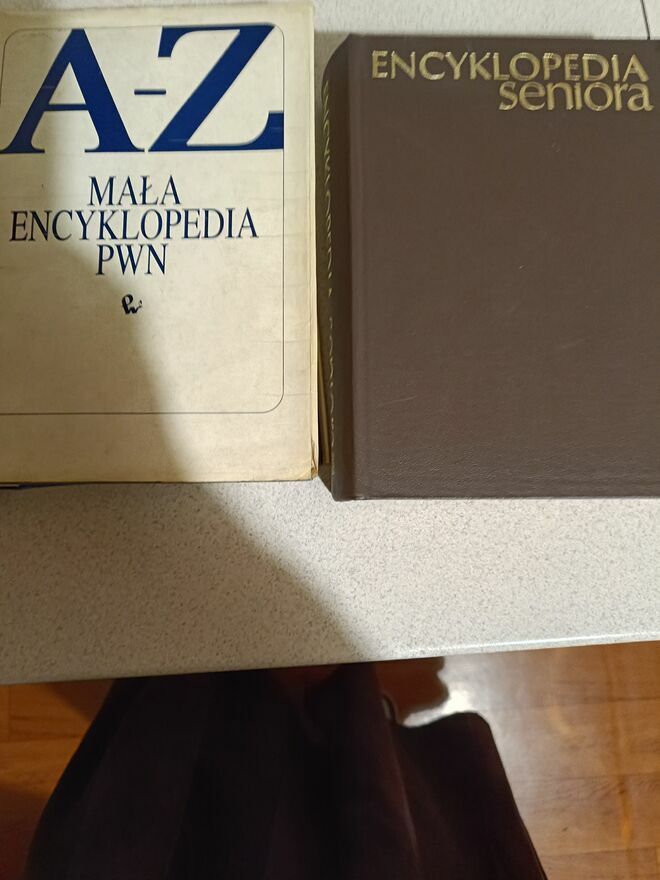 A-Z
MAŁA
ENCYKLOPEDIA
PWN
ENCYKLOPEDIA
seniora